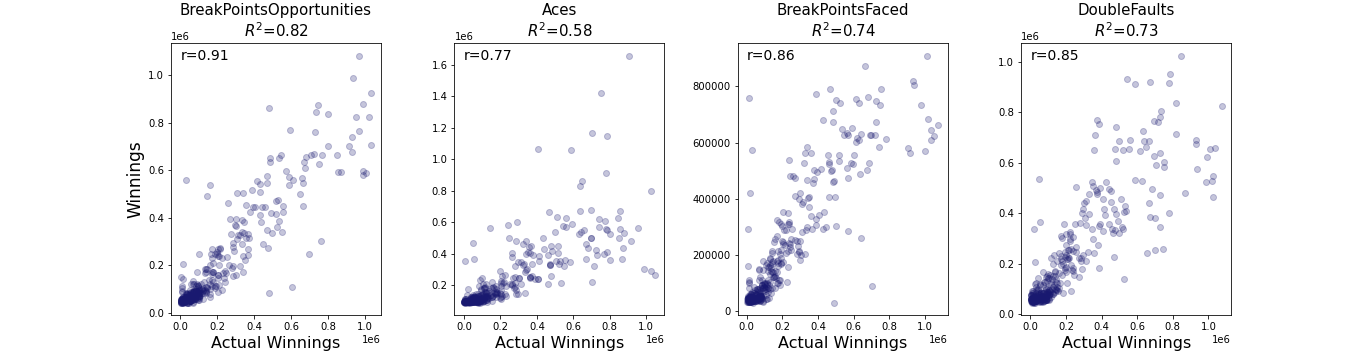 BreakPointsOpportunities
R²=0.82
1e6
r=0.91
1.0
0.8
0.6
0.4
0.2
0.0
Winnings
0.0 0.2 0.4 0.6 0.8 1.0
1e6
Actual Winnings
Aces
R²=0.58
1e6
r=0.77
1.6
1.4
1.2
1.0
0.8
0.6
0.4
0.2
0.0 0.2 0.4 0.6 0.8 1.0
1e6
Actual Winnings
BreakPointsFaced
R²=0.74
r=0.86
800000
600000
400000
200000
0
0.0 0.2 0.4 0.6 0.8 1.0
1e6
Actual Winnings
DoubleFaults
R²=0.73
1e6
r=0.85
1.0
0.8
0.6
0.4
0.2
0.0
0.0 0.2 0.4 0.6 0.8 1.0
1e6
Actual Winnings